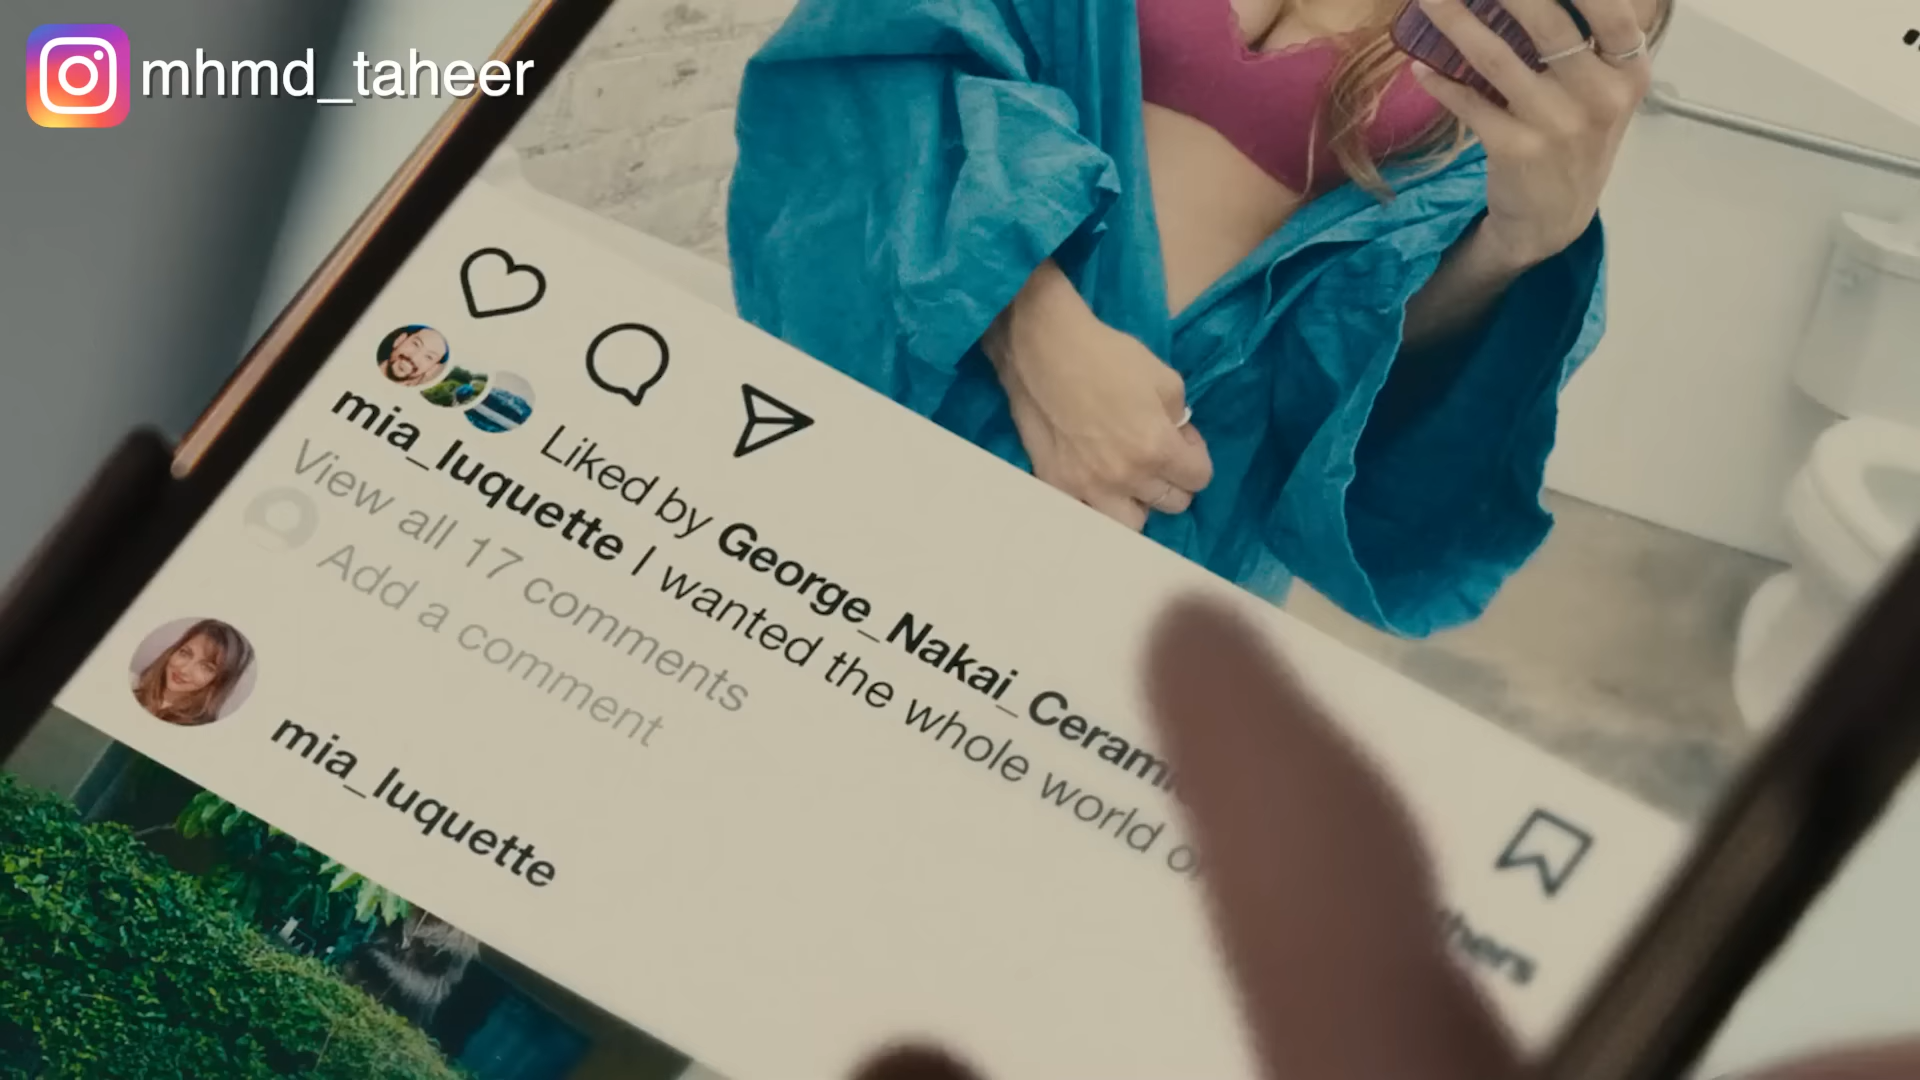 mhmd_taheer
Liked by George_Nakai_Ceram
mia_luquette I wanted the whole world
View all 17 comments
Add a comment
mia_luquette